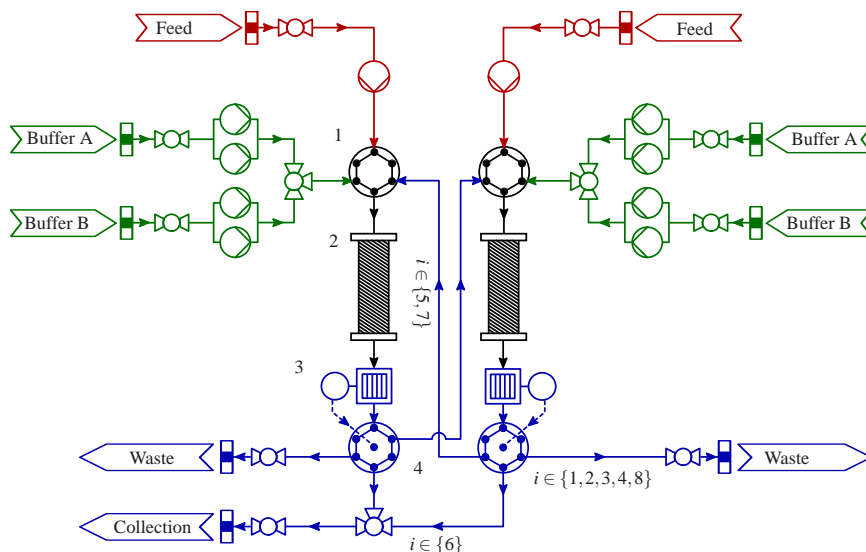 Feed
Feed
Buffer A
1
Buffer A
Buffer B
Buffer B
2
i ∈ {5,7}
3
Waste
4
Waste
i ∈ {1,2,3,4,8}
Collection
i ∈ {6}